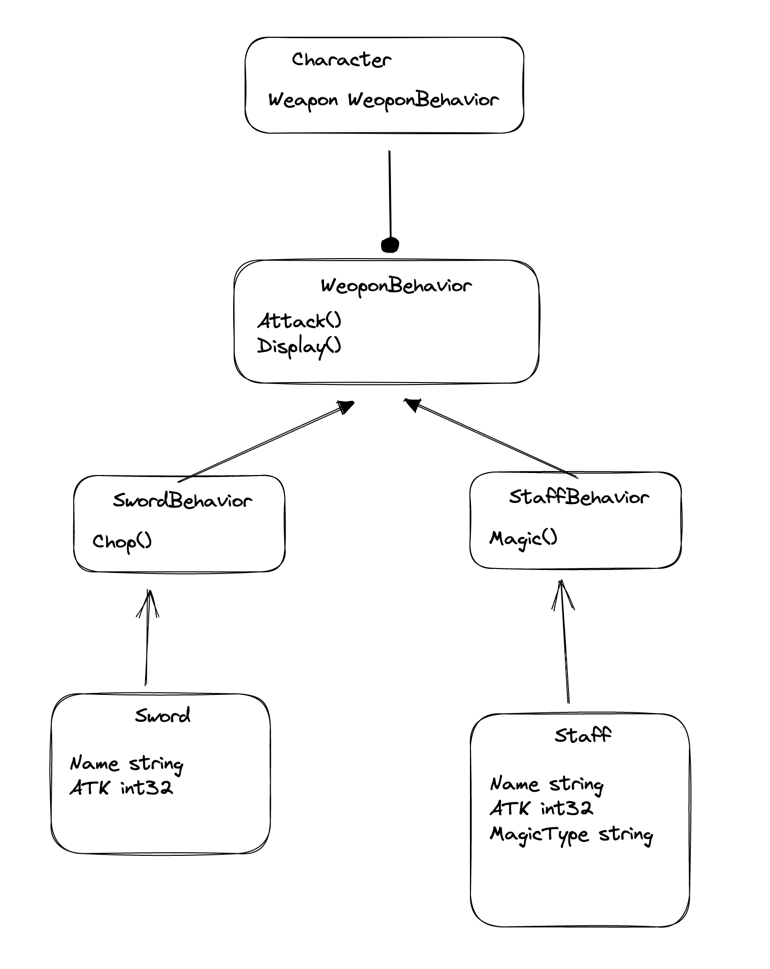 Character
Weapon WeoponBehavior
WeoponBehavior
Attack()
Display()
SwordBehavior
Chop()
StaffBehavior
Magic()
Sword
Name string
ATK int32
Staff
Name string
ATK int32
MagicType string